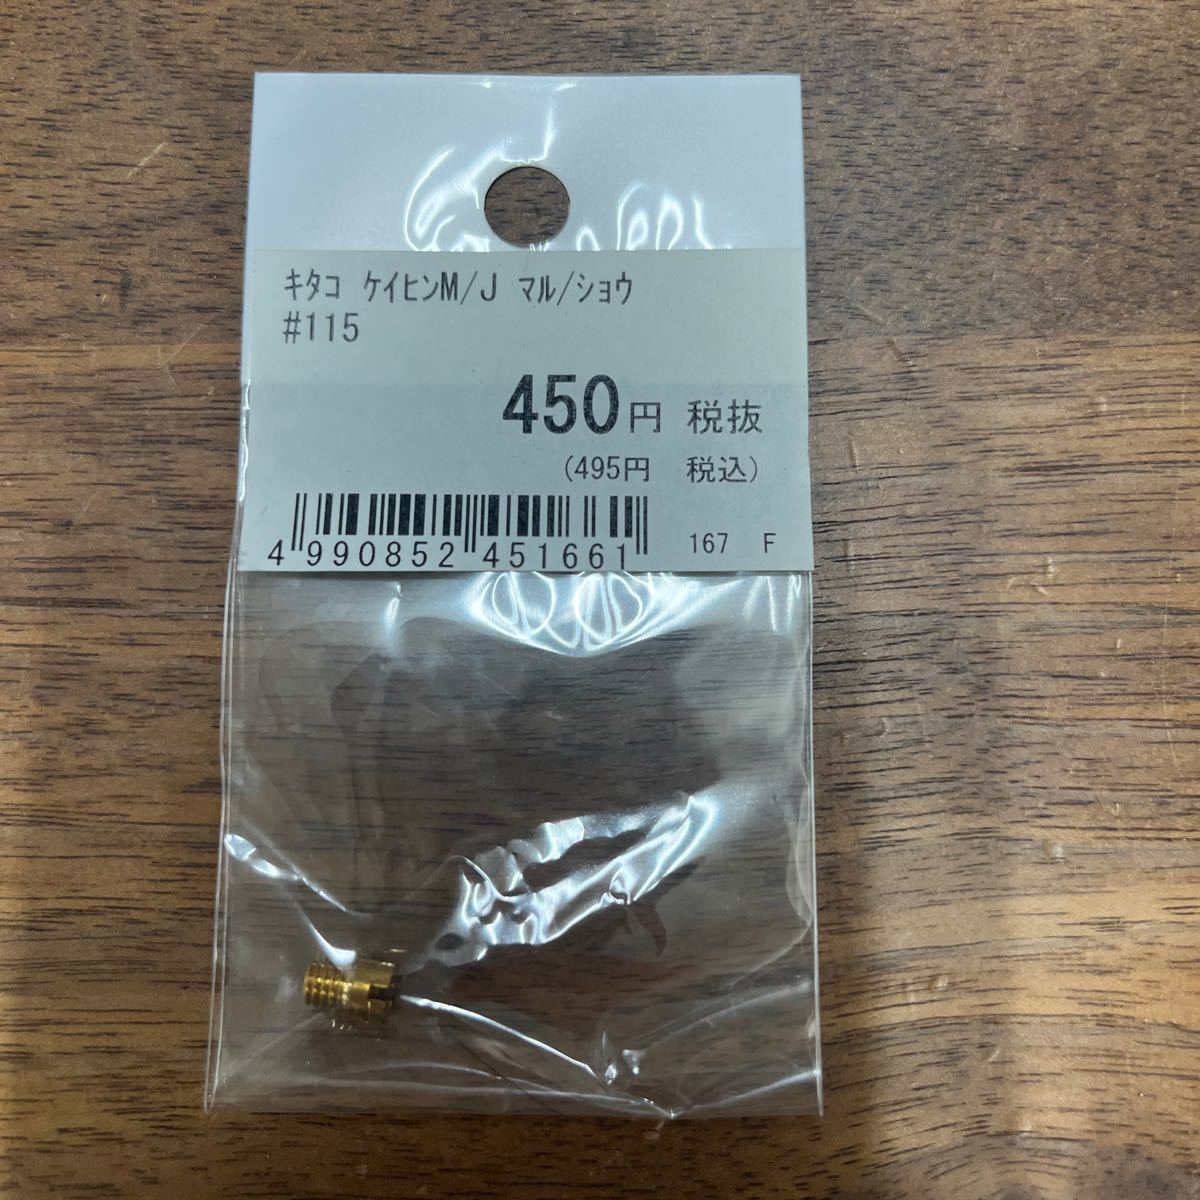 ｷﾀｺ ｹｲﾋﾝM/J ﾏﾙ/ｼｮｳ
#115
450円 税抜
(495円 税込)
4 990852 451661
167 F